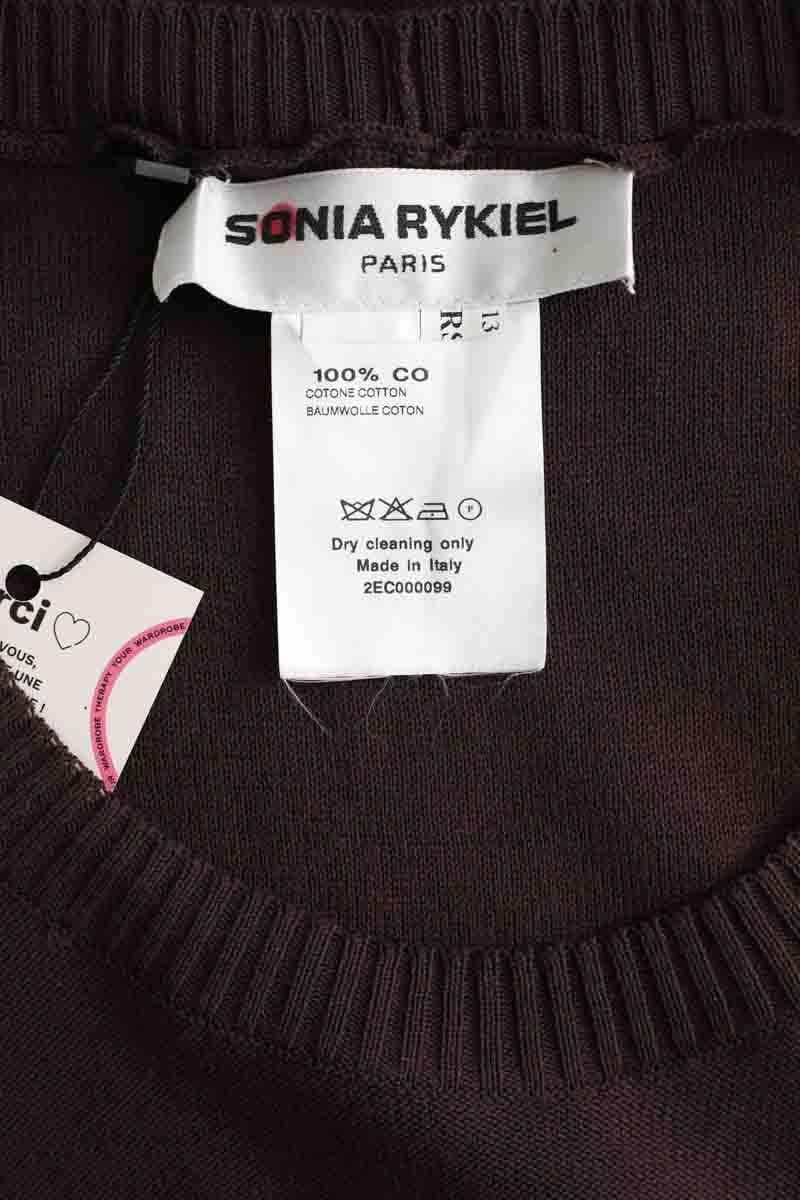 SONIA RYKIEL
PARIS
13
100% CO
COTONE COTTON
BAUMWOLLE COTON
P
Dry cleaning only
Made in Italy
2EC000099
rci
VOUS,
UNE
!
WARDROBE THERAPY YOUR WARDROBE